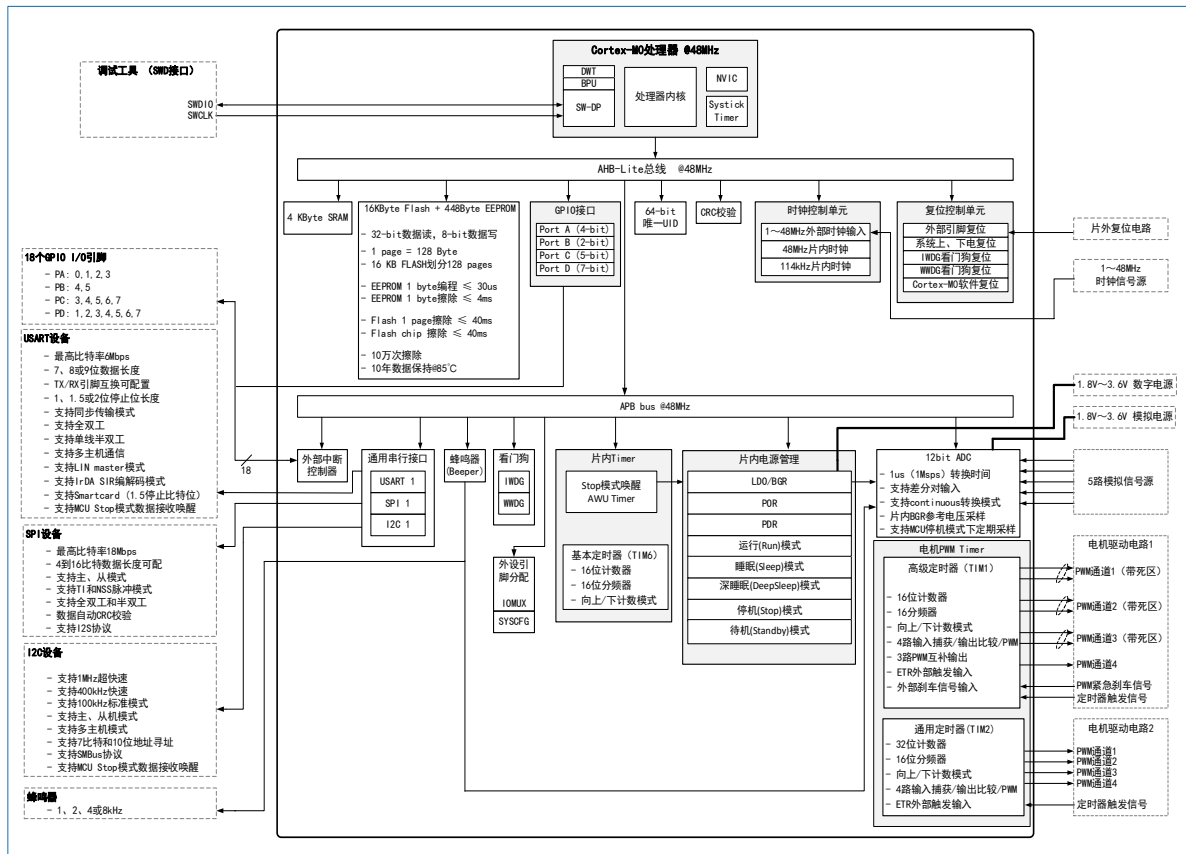 Cortex-M0处理器 @48MHz
DWT
BPU
SW-DP
处理器内核
NVIC
Systick
Timer
调试工具 （SWD接口）
SWDIO
SWCLK
AHB-Lite总线 @48MHz
4 KByte SRAM
16KByte Flash + 448Byte EEPROM
- 32-bit数据读, 8-bit数据写
- 1 page = 128 Byte
- 16 KB FLASH划分128 pages
- EEPROM 1 byte编程 ≤ 30us
- EEPROM 1 byte擦除 ≤ 4ms
- Flash 1 page擦除 ≤ 40ms
- Flash chip 擦除 ≤ 40ms
- 10万次擦除
- 10年数据保持@85℃
GPIO接口
Port A (4-bit)
Port B (2-bit)
Port C (5-bit)
Port D (7-bit)
64-bit
唯一UID
CRC校验
时钟控制单元
1～48MHz外部时钟输入
48MHz片内时钟
114kHz片内时钟
复位控制单元
外部引脚复位
系统上、下电复位
IWDG看门狗复位
WWDG看门狗复位
Cortex-M0软件复位
片外复位电路
1～48MHz
时钟信号源
18个GPIO I/O引脚
- PA: 0,1,2,3
- PB: 4,5
- PC: 3,4,5,6,7
- PD: 1,2,3,4,5,6,7
USART设备
- 最高比特率6Mbps
- 7、8或9位数据长度
- TX/RX引脚互换可配置
- 1、1.5或2位停止位长度
- 支持同步传输模式
- 支持全双工
- 支持单线半双工
- 支持多主机通信
- 支持LIN master模式
- 支持IrDA SIR编解码模式
- 支持Smartcard (1.5停止比特位)
- 支持MCU Stop模式数据接收唤醒
SPI设备
- 最高比特率18Mbps
- 4到16比特数据长度可配
- 支持主、从模式
- 支持TI和NSS脉冲模式
- 支持全双工和半双工
- 数据自动CRC校验
- 支持I2S协议
I2C设备
- 支持1MHz超快速
- 支持400kHz快速
- 支持100kHz标准模式
- 支持主、从机模式
- 支持多主机模式
- 支持7比特和10位地址寻址
- 支持SMBus协议
- 支持MCU Stop模式数据接收唤醒
蜂鸣器
- 1、2、4或8kHz
APB bus @48MHz
18
外部中断
控制器
通用串行接口
USART 1
SPI 1
I2C 1
蜂鸣器
(Beeper)
看门狗
IWDG
WWDG
外设引
脚分配
IOMUX
SYSCFG
片内Timer
Stop模式唤醒
AWU Timer
基本定时器 (TIM6)
- 16位计数器
- 16位分频器
- 向上/下计数模式
片内电源管理
LDO/BGR
POR
PDR
运行(Run)模式
睡眠(Sleep)模式
深睡眠(DeepSleep)模式
停机(Stop)模式
待机(Standby)模式
12bit ADC
- 1us（1Msps）转换时间
- 支持差分对输入
- 支持continuous转换模式
- 片内BGR参考电压采样
- 支持MCU停机模式下定期采样
1.8V～3.6V 数字电源
1.8V～3.6V 模拟电源
5路模拟信号源
电机PWM Timer
高级定时器 (TIM1)
- 16位计数器
- 16分频器
- 向上/下计数模式
- 4路输入捕获/输出比较/PWM
- 3路PWM互补输出
- ETR外部触发输入
- 外部刹车信号输入
通用定时器(TIM2)
- 32位计数器
- 16位分频器
- 向上/下计数模式
- 4路输入捕获/输出比较/PWM
- ETR外部触发输入
电机驱动电路1
PWM通道1（带死区）
PWM通道2（带死区）
PWM通道3（带死区）
PWM通道4
PWM紧急刹车信号
定时器触发信号
电机驱动电路2
PWM通道1
PWM通道2
PWM通道3
PWM通道4
定时器触发信号